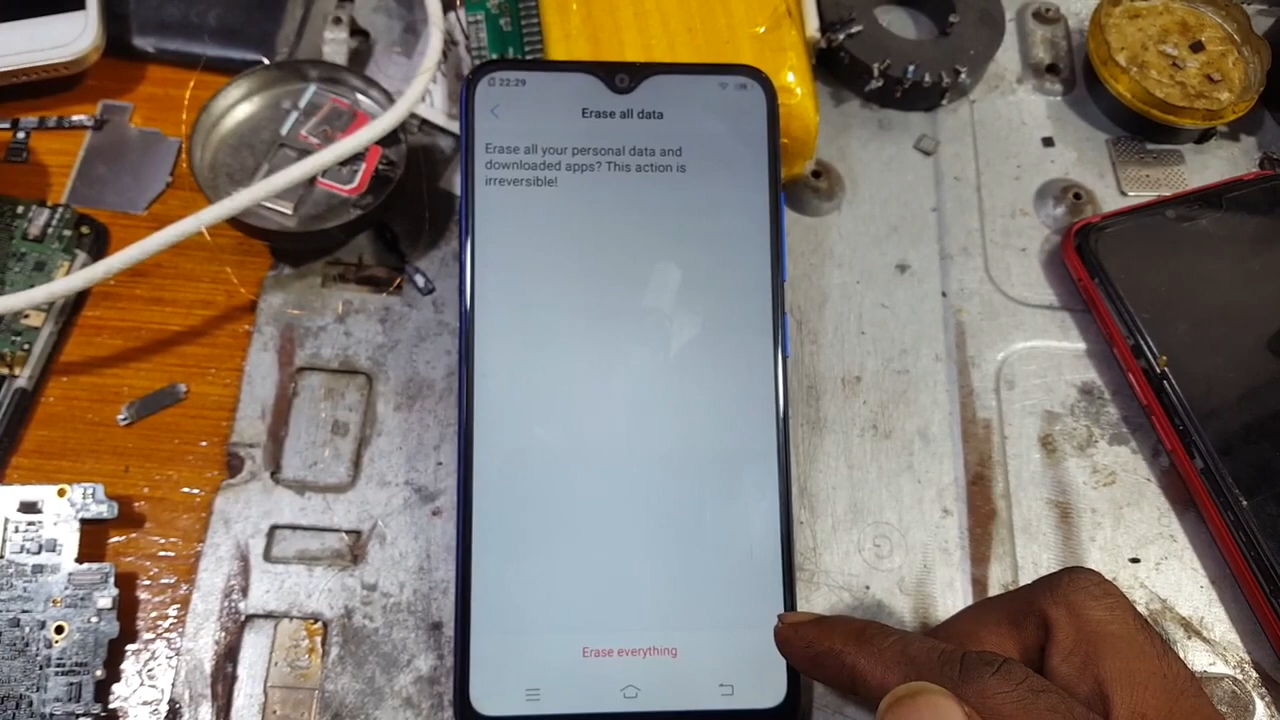 22:29
Erase all data
Erase all your personal data and
downloaded apps? This action is
irreversible!
Erase everything